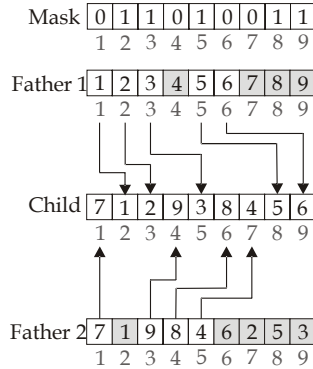 Mask 0 1 1 0 1 0 0 1 1
1 2 3 4 5 6 7 8 9
Father 1 1 2 3 4 5 6 7 8 9
1 2 3 4 5 6 7 8 9
Child 7 1 2 9 3 8 4 5 6
1 2 3 4 5 6 7 8 9
Father 2 7 1 9 8 4 6 2 5 3
1 2 3 4 5 6 7 8 9